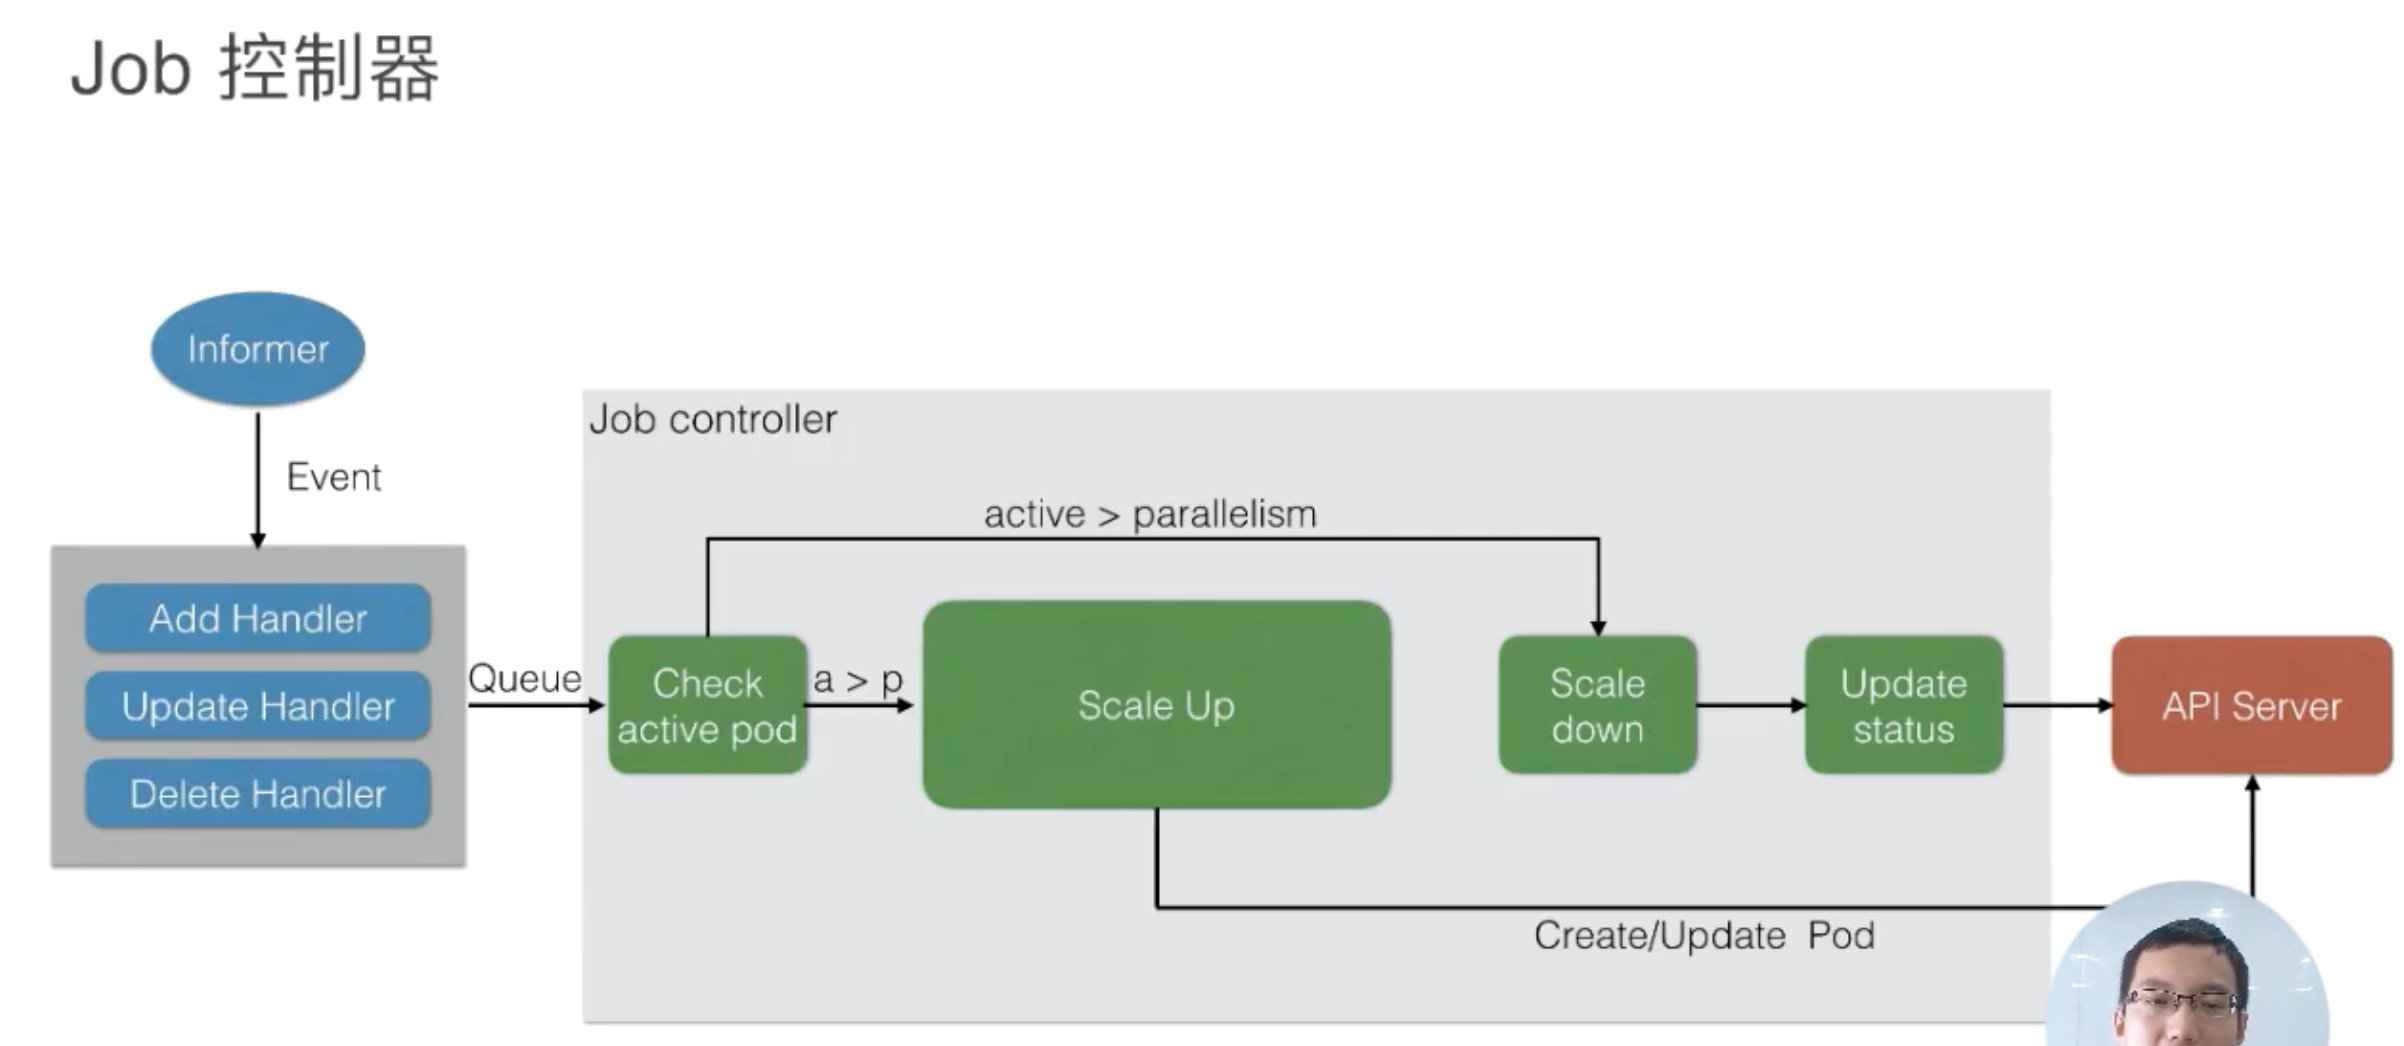 Job 控制器
Informer
Event
Add Handler
Update Handler
Delete Handler
Queue
Job controller
active > parallelism
Check
active pod
a > p
Scale Up
Scale
down
Update
status
API Server
Create/Update Pod